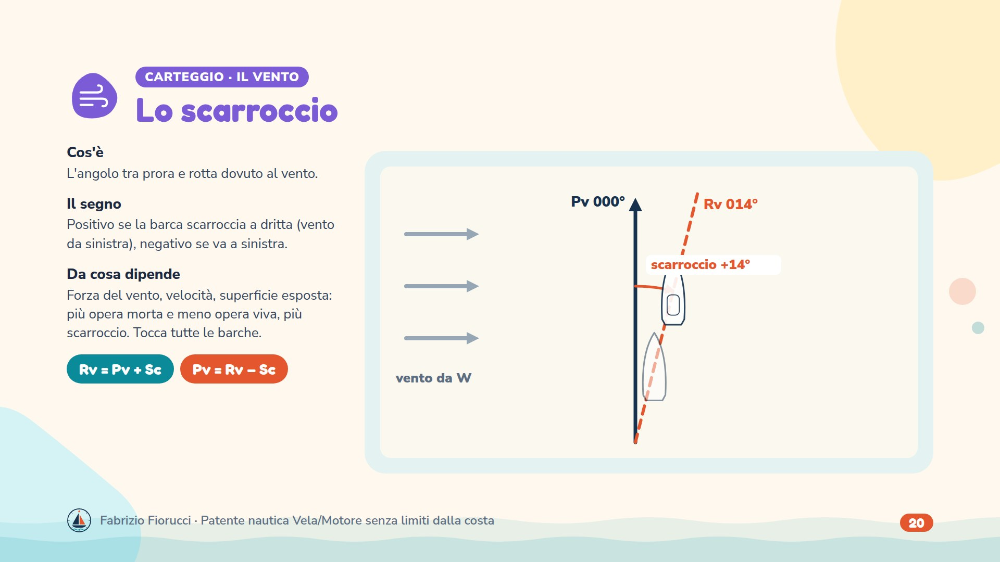 CARTEGGIO · IL VENTO
Lo scarroccio
Cos'è
L'angolo tra prora e rotta dovuto al vento.
Il segno
Positivo se la barca scarroccia a dritta (vento
da sinistra), negativo se va a sinistra.
Da cosa dipende
Forza del vento, velocità, superficie esposta:
più opera morta e meno opera viva, più
scarroccio. Tocca tutte le barche.
Rv = Pv + Sc
Pv = Rv − Sc
Pv 000°
Rv 014°
scarroccio +14°
vento da W
Fabrizio Fiorucci · Patente nautica Vela/Motore senza limiti dalla costa
20